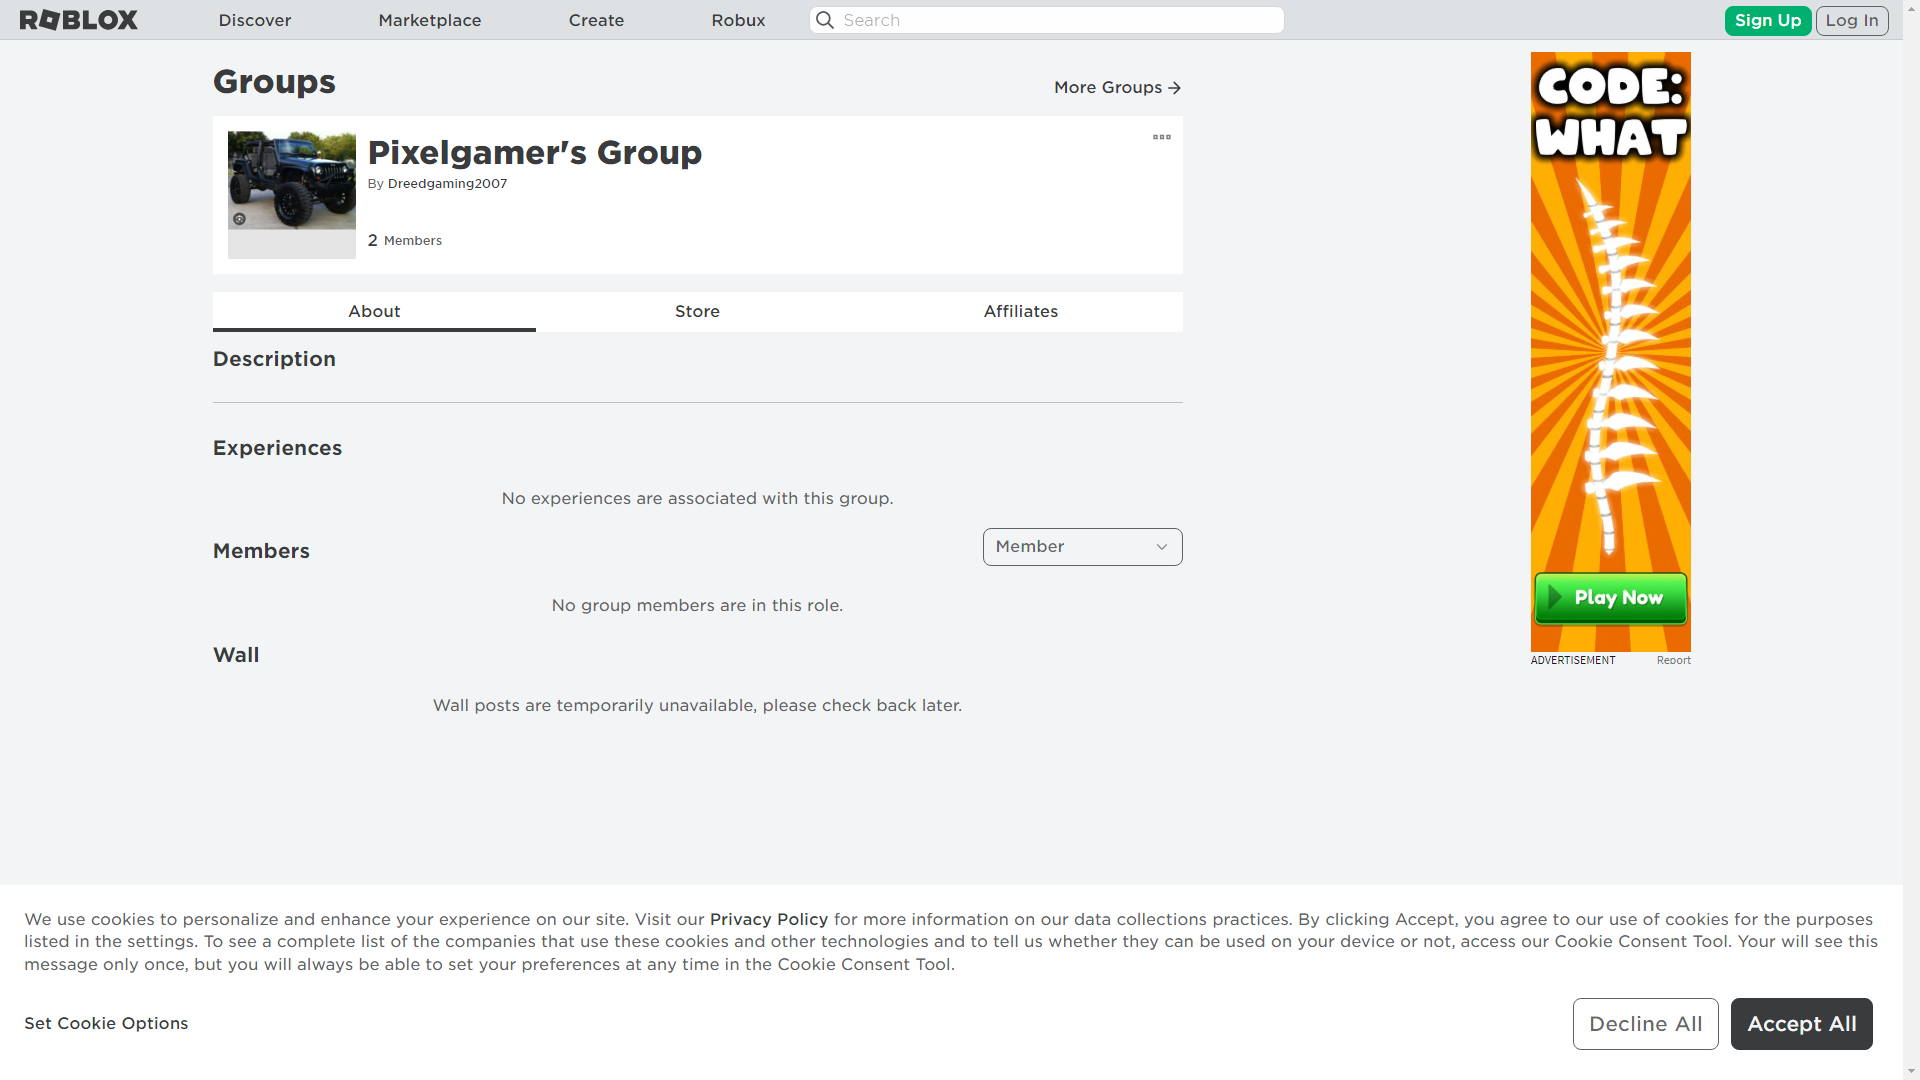 ROBLOX
Discover
Marketplace
Create
Robux
Search
Sign Up
Log In
Groups
More Groups
Pixelgamer's Group
By Dreedgaming2007
2 Members
About
Store
Affiliates
Description
Experiences
No experiences are associated with this group.
Members
Member
No group members are in this role.
Wall
Wall posts are temporarily unavailable, please check back later.
CODE:
WHAT
Play Now
ADVERTISEMENT
Report
We use cookies to personalize and enhance your experience on our site. Visit our Privacy Policy for more information on our data collections practices. By clicking Accept, you agree to our use of cookies for the purposes
listed in the settings. To see a complete list of the companies that use these cookies and other technologies and to tell us whether they can be used on your device or not, access our Cookie Consent Tool. Your will see this
message only once, but you will always be able to set your preferences at any time in the Cookie Consent Tool.
Set Cookie Options
Decline All
Accept All